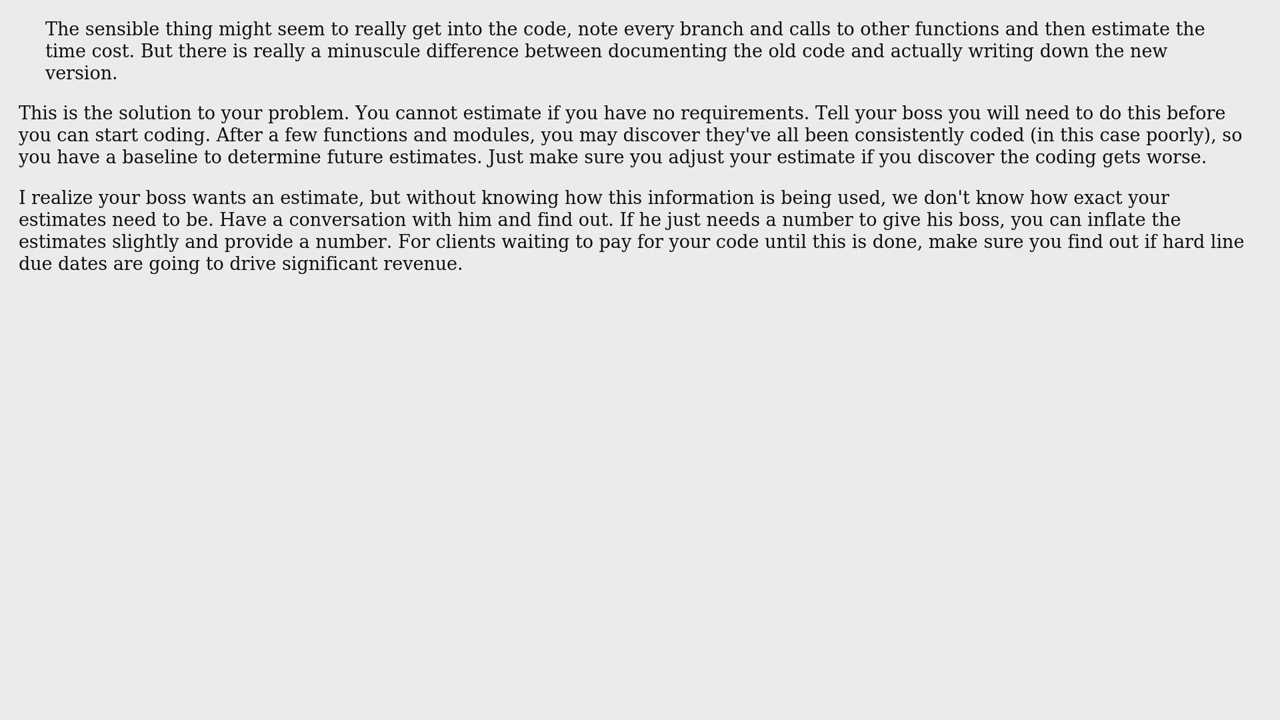 The sensible thing might seem to really get into the code, note every branch and calls to other functions and then estimate the
time cost. But there is really a minuscule difference between documenting the old code and actually writing down the new
version.
This is the solution to your problem. You cannot estimate if you have no requirements. Tell your boss you will need to do this before
you can start coding. After a few functions and modules, you may discover they've all been consistently coded (in this case poorly), so
you have a baseline to determine future estimates. Just make sure you adjust your estimate if you discover the coding gets worse.
I realize your boss wants an estimate, but without knowing how this information is being used, we don't know how exact your
estimates need to be. Have a conversation with him and find out. If he just needs a number to give his boss, you can inflate the
estimates slightly and provide a number. For clients waiting to pay for your code until this is done, make sure you find out if hard line
due dates are going to drive significant revenue.